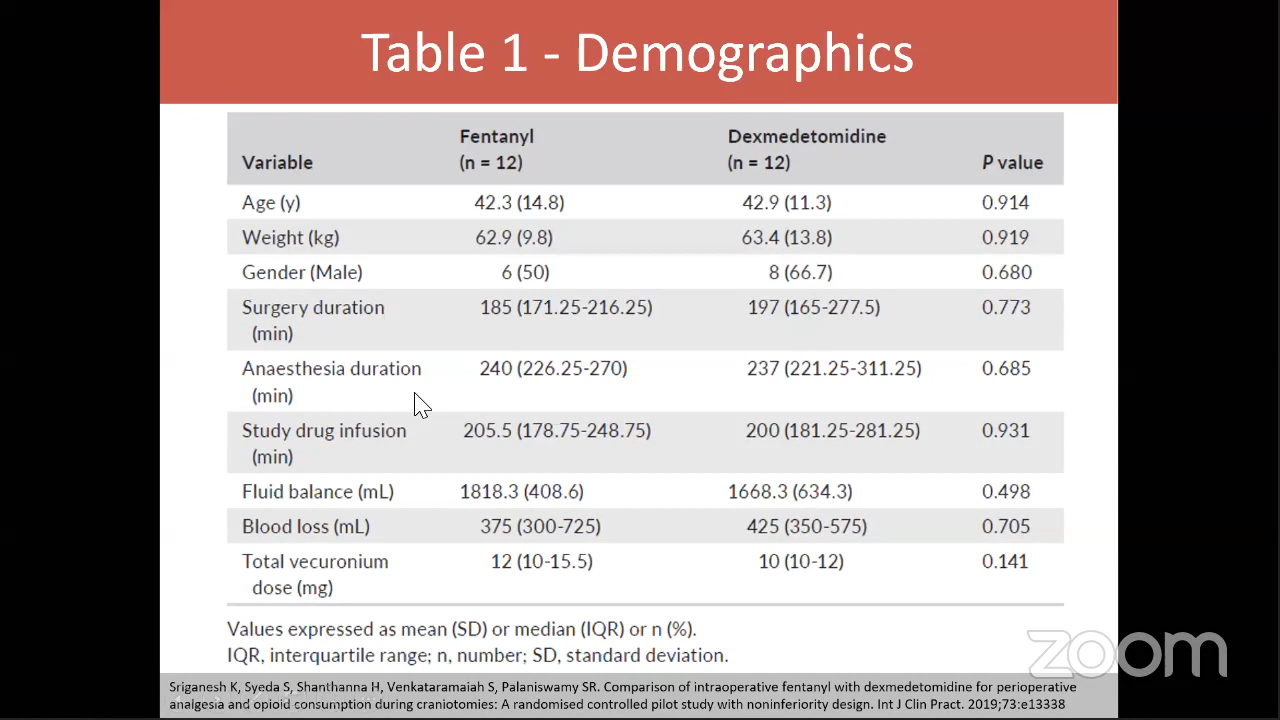 Table 1 - Demographics
Variable Fentanyl (n = 12) Dexmedetomidine (n = 12) P value
Age (y) 42.3 (14.8) 42.9 (11.3) 0.914
Weight (kg) 62.9 (9.8) 63.4 (13.8) 0.919
Gender (Male) 6 (50) 8 (66.7) 0.680
Surgery duration 185 (171.25-216.25) 197 (165-277.5) 0.773
(min)
Anaesthesia duration 240 (226.25-270) 237 (221.25-311.25) 0.685
(min)
Study drug infusion 205.5 (178.75-248.75) 200 (181.25-281.25) 0.931
(min)
Fluid balance (mL) 1818.3 (408.6) 1668.3 (634.3) 0.498
Blood loss (mL) 375 (300-725) 425 (350-575) 0.705
Total vecuronium 12 (10-15.5) 10 (10-12) 0.141
dose (mg)
Values expressed as mean (SD) or median (IQR) or n (%).
IQR, interquartile range; n, number; SD, standard deviation.
zoom
Sriganesh K, Syeda S, Shanthanna H, Venkataramaiah S, Palaniswamy SR. Comparison of intraoperative fentanyl with dexmedetomidine for perioperative
analgesia and opioid consumption during craniotomies: A randomised controlled pilot study with noninferiority design. Int J Clin Pract. 2019;73:e13338